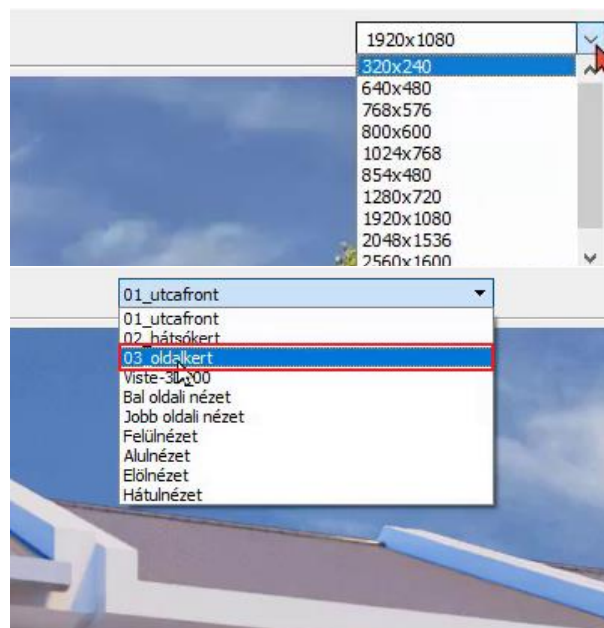 1920x1080
320x240
640x480
768x576
800x600
1024x768
854x480
1280x720
1920x1080
2048x1536
2560x1600
01_utcafront
01_utcafront
02_hátsókert
03_oldalkert
Bal oldali nézet
Jobb oldali nézet
Felülnézet
Alulnézet
Elölnézet
Hátulnézet